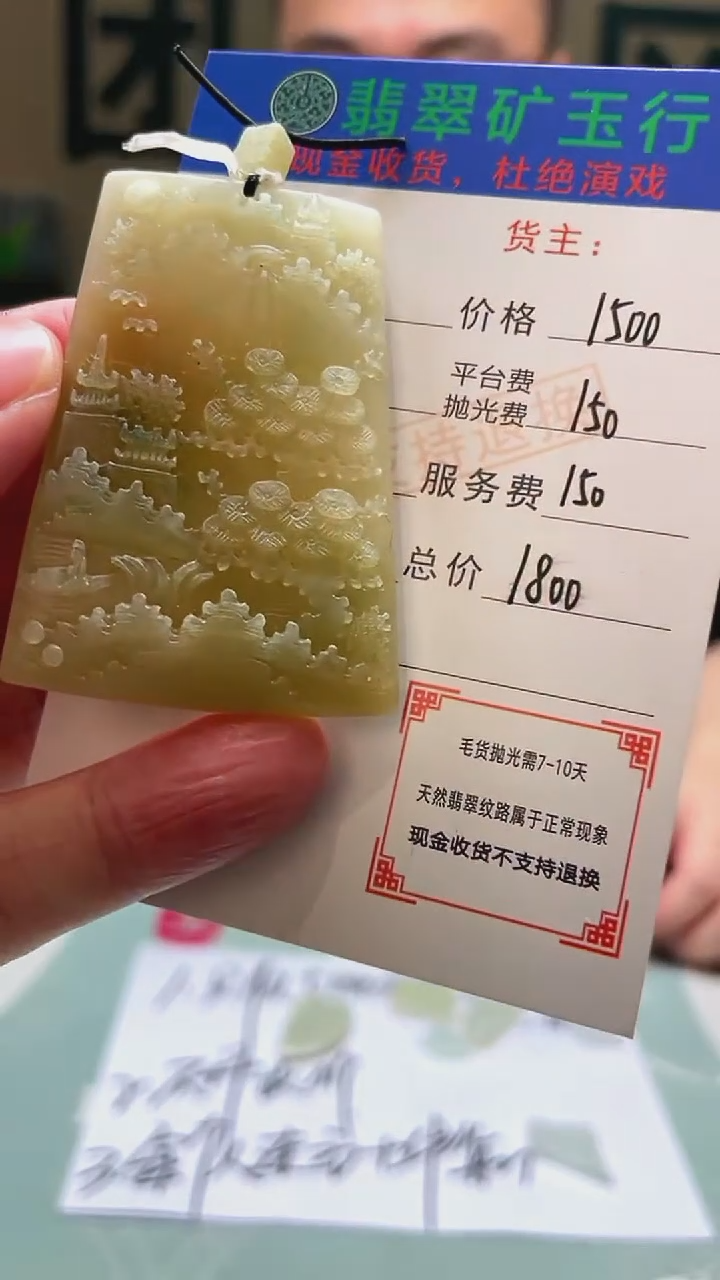 翡翠矿玉行
现金收货，杜绝演戏
货主：
价格 1500
平台费
抛光费 150
服务费 150
总价 1800
持退换
毛货抛光需7-10天
天然翡翠纹路属于正常现象
现金收货不支持退换